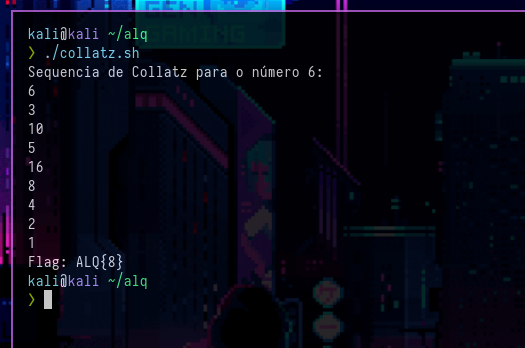 GAMING
kali@kali ~/alq
❯ ./collatz.sh
Sequencia de Collatz para o número 6:
6
3
10
5
16
8
4
2
1
Flag: ALQ{8}
kali@kali ~/alq
❯